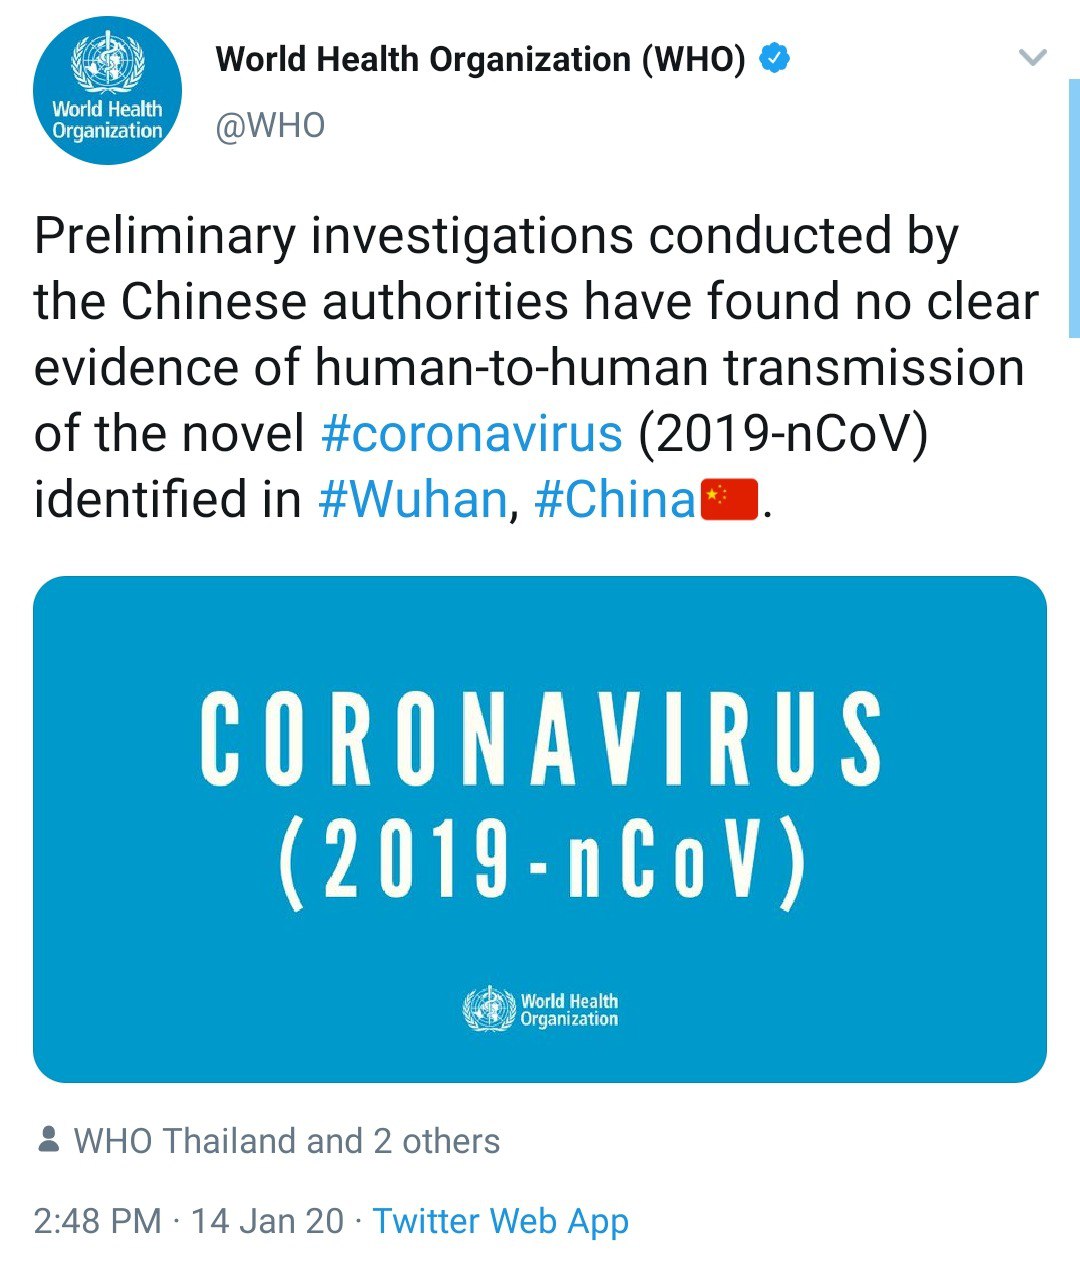 World Health
Organization
World Health Organization (WHO)
@WHO
Preliminary investigations conducted by
the Chinese authorities have found no clear
evidence of human-to-human transmission
of the novel #coronavirus (2019-nCoV)
identified in #Wuhan, #China🇨🇳.
CORONAVIRUS
(2019-nCoV)
World Health
Organization
WHO Thailand and 2 others
2:48 PM · 14 Jan 20 · Twitter Web App